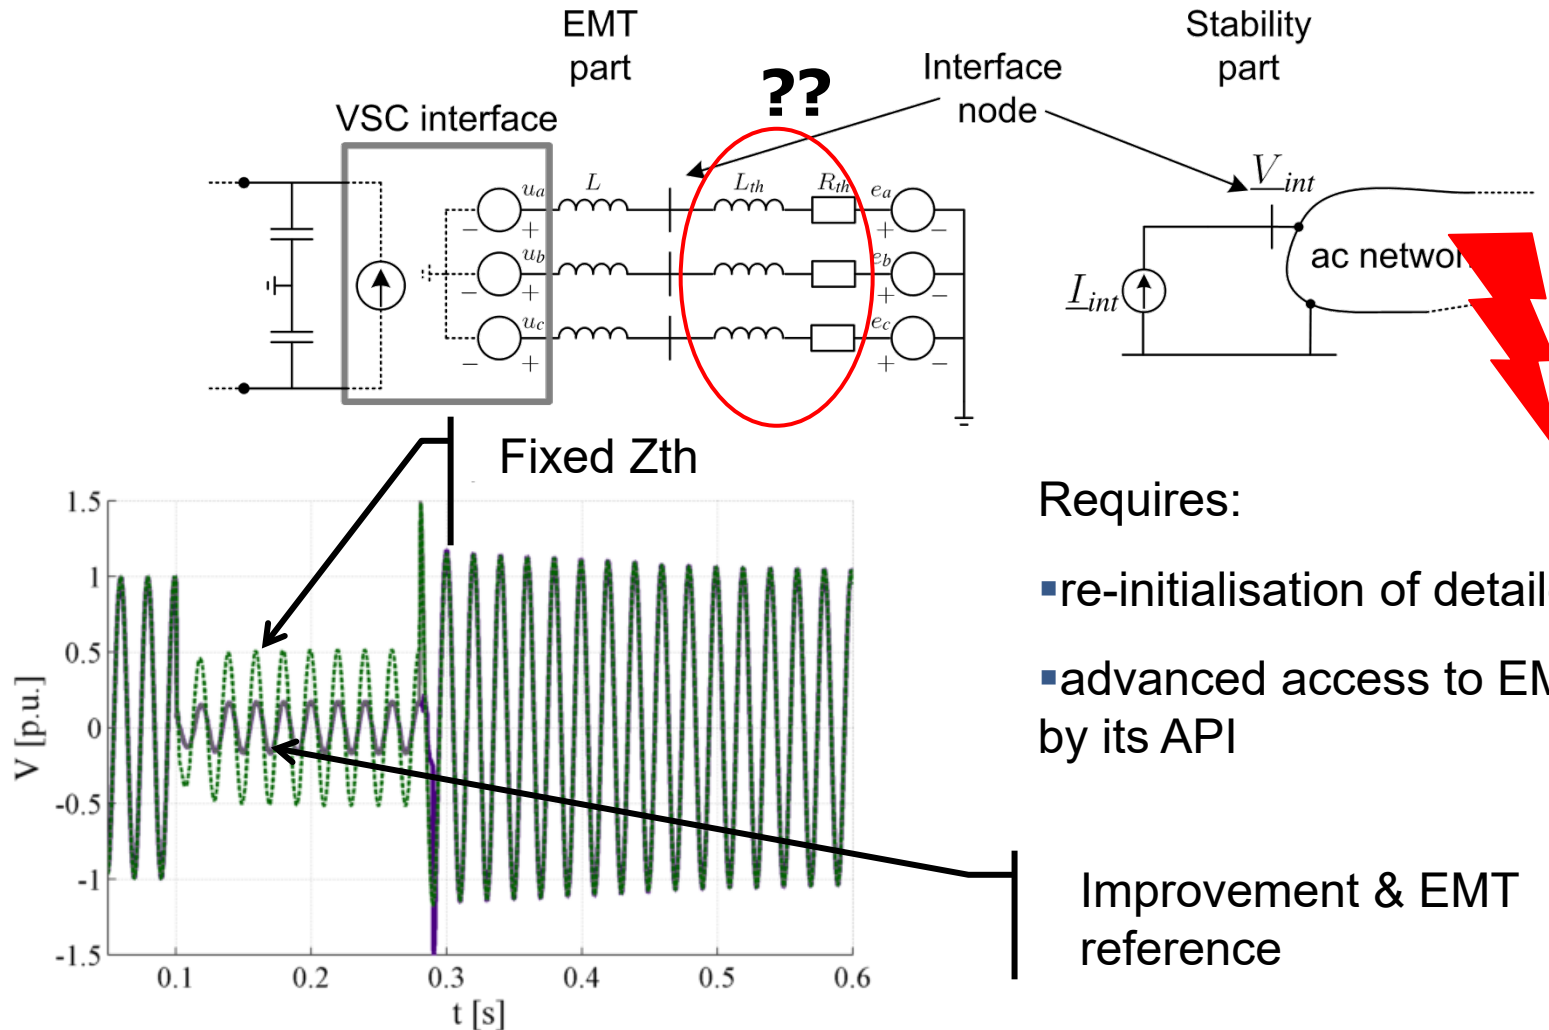 EMT
part
Stability
part
??
Interface
node
VSC interface
V_int
u_a
L
L_th
R_th
e_a
- + + -
u_b
e_b
ac networ
- + + -
I_int
u_c
e_c
- + + -
Fixed Zth
1.5
1
0.5
0
-0.5
-1
-1.5
V [p.u.]
0.1 0.2 0.3 0.4 0.5 0.6
t [s]
Requires:
▪re-initialisation of detail
▪advanced access to EM
by its API
Improvement & EMT
reference